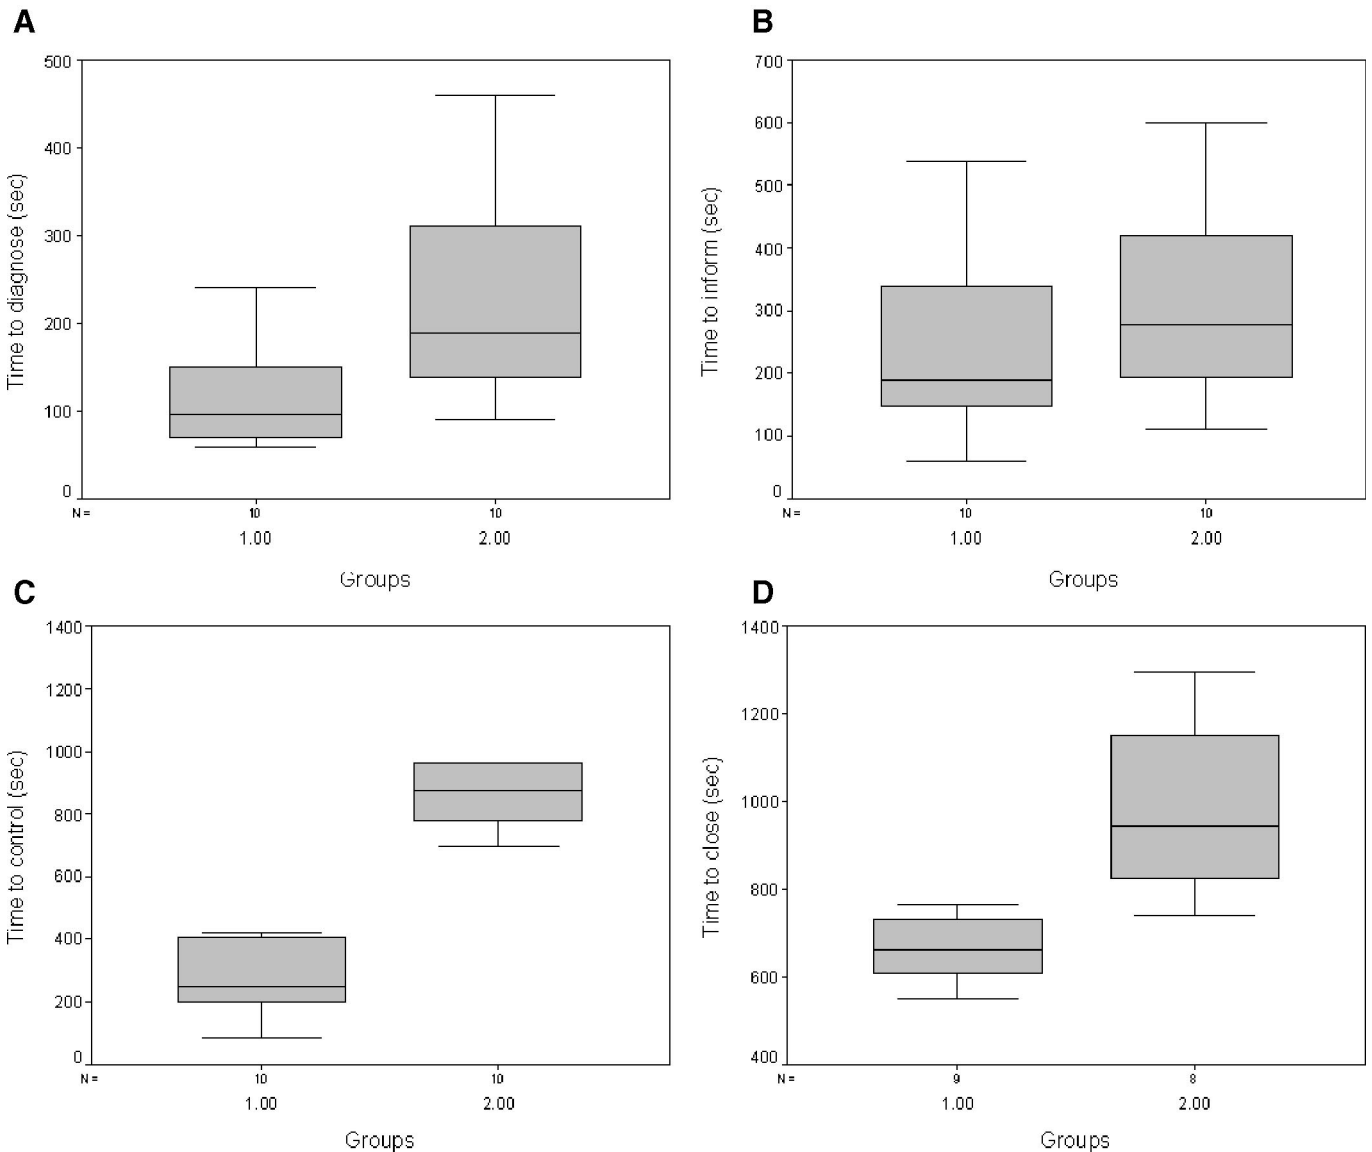 A
Time to diagnose (sec)
500
400
300
200
100
0
N =
10
10
1.00
2.00
Groups
B
Time to inform (sec)
700
600
500
400
300
200
100
0
N =
10
10
1.00
2.00
Groups
C
Time to control (sec)
1400
1200
1000
800
600
400
200
0
N =
10
10
1.00
2.00
Groups
D
Time to close (sec)
1400
1200
1000
800
600
400
N =
9
8
1.00
2.00
Groups